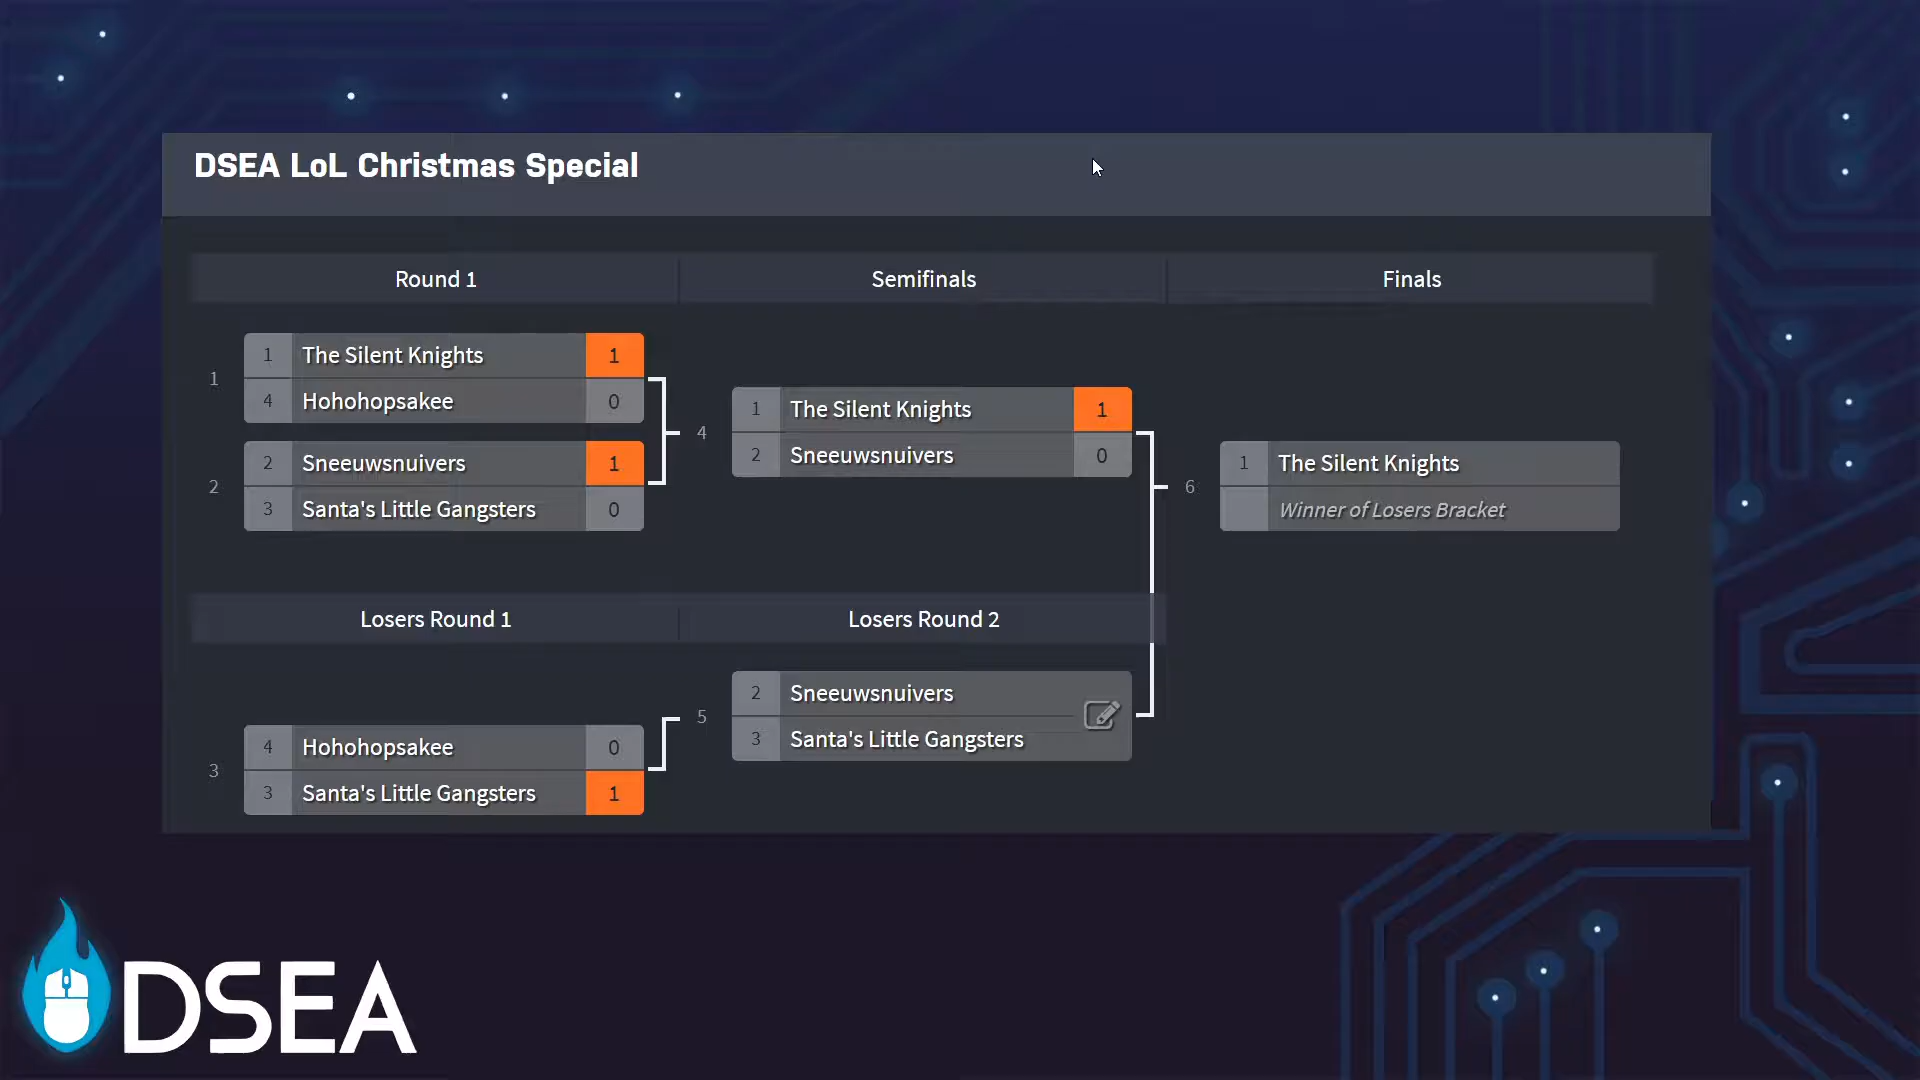 DSEA LoL Christmas Special
Round 1
Semifinals
Finals
1
1 The Silent Knights 1
4 Hohohopsakee 0
2
2 Sneeuwsnuivers 1
3 Santa's Little Gangsters 0
4
1 The Silent Knights 1
2 Sneeuwsnuivers 0
6
1 The Silent Knights
Winner of Losers Bracket
Losers Round 1
Losers Round 2
3
4 Hohohopsakee 0
3 Santa's Little Gangsters 1
5
2 Sneeuwsnuivers
3 Santa's Little Gangsters
DSEA